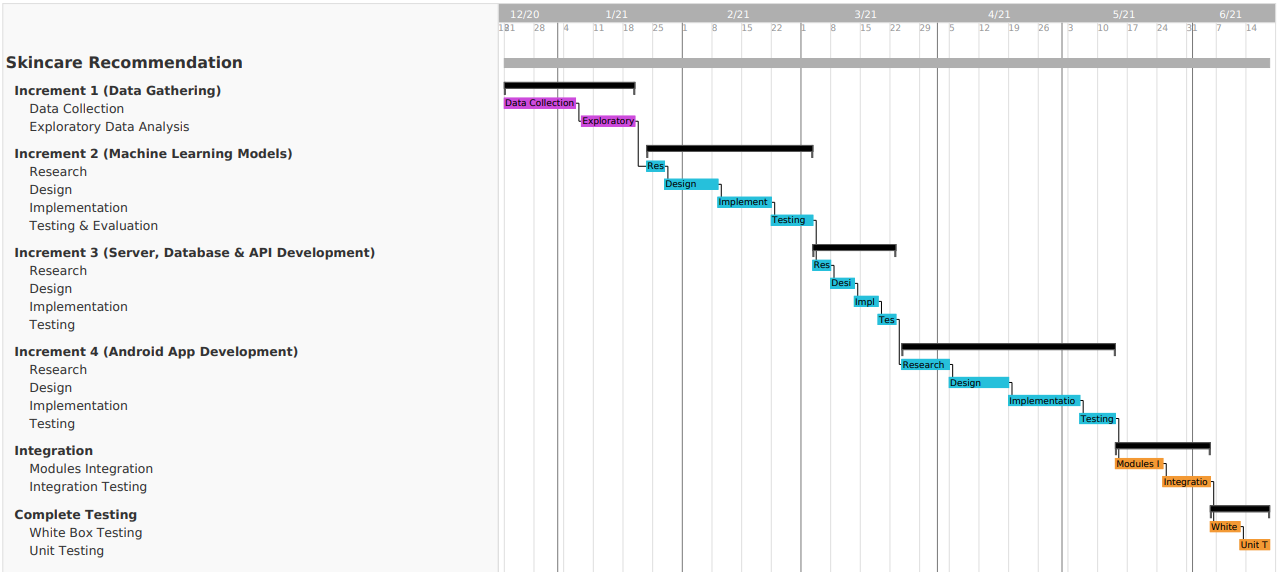 12/20 1/21 2/21 3/21 4/21 5/21 6/21
21 28 4 11 18 25 1 8 15 22 1 8 15 22 29 5 12 19 26 3 10 17 24 31 7 14
Skincare Recommendation
Increment 1 (Data Gathering)
Data Collection Data Collection
Exploratory Data Analysis Exploratory
Increment 2 (Machine Learning Models)
Research Res
Design Design
Implementation Implement
Testing & Evaluation Testing
Increment 3 (Server, Database & API Development)
Research Res
Design Desi
Implementation Impl
Testing Tes
Increment 4 (Android App Development)
Research Research
Design Design
Implementation Implementatio
Testing Testing
Integration
Modules Integration Modules I
Integration Testing Integratio
Complete Testing
White Box Testing White
Unit Testing Unit T